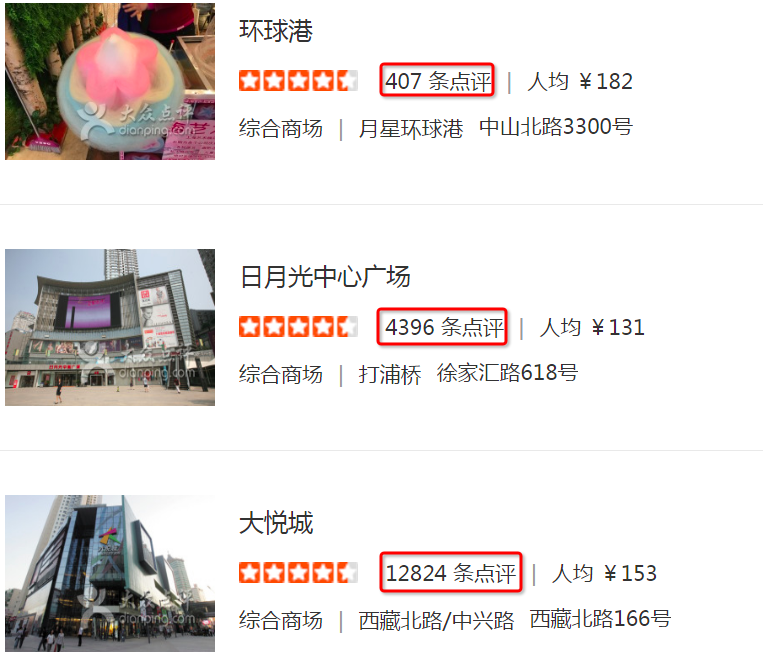 环球港
407 条点评 | 人均 ¥182
综合商场 | 月星环球港 中山北路3300号
大众点评
dianping.com
日月光中心广场
4396 条点评 | 人均 ¥131
综合商场 | 打浦桥 徐家汇路618号
大众点评
dianping.com
大悦城
12824 条点评 | 人均 ¥153
综合商场 | 西藏北路/中兴路 西藏北路166号
大众点评
dianping.com